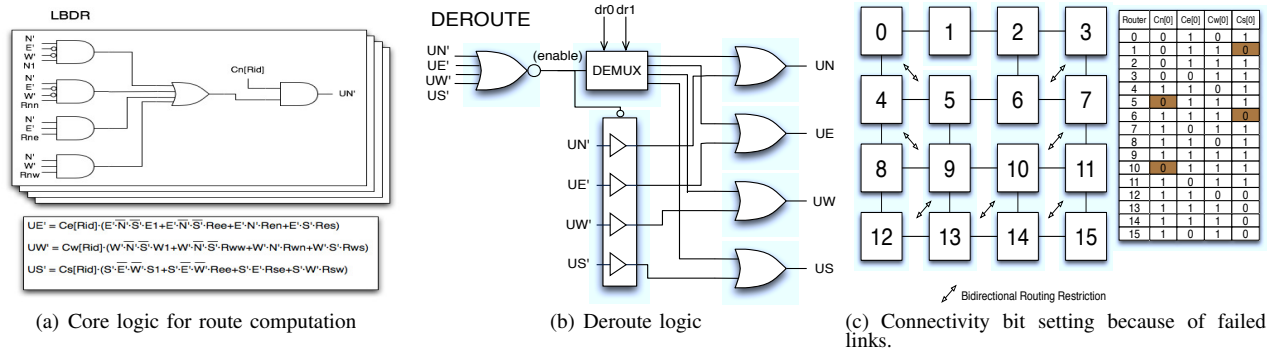 LBDR
N'
E'
W'
N1
N'
E'
W'
Rnn
N'
E'
Rne
N'
W'
Rnw
Cn[Rid]
UN'
UE' = Ce[Rid]·(E'·N̅'·S̅'·E1+E'·N̅'·S̅'·Ree+E'·N'·Ren+E'·S'·Res)
UW' = Cw[Rid]·(W'·N̅'·S̅'·W1+W'·N̅'·S̅'·Rww+W'·N'·Rwn+W'·S'·Rws)
US' = Cs[Rid]·(S'·E̅'·W̅'·S1+S'·E̅'·W̅'·Ree+S'·E'·Rse+S'·W'·Rsw)
(a) Core logic for route computation
DEROUTE
dr0 dr1
UN'
UE'
UW'
US'
(enable)
DEMUX
UN'
UE'
UW'
US'
UN
UE
UW
US
(b) Deroute logic
0 1 2 3
4 5 6 7
8 9 10 11
12 13 14 15
Bidirectional Routing Restriction
Router Cn[0] Ce[0] Cw[0] Cs[0]
0 0 1 0 1
1 0 1 1 0
2 0 1 1 1
3 0 0 1 1
4 1 1 0 1
5 0 1 1 1
6 1 1 1 0
7 1 0 1 1
8 1 1 0 1
9 1 1 1 1
10 0 1 1 1
11 1 0 1 1
12 1 1 0 0
13 1 1 1 0
14 1 1 1 0
15 1 0 1 0
(c) Connectivity bit setting because of failed
links.